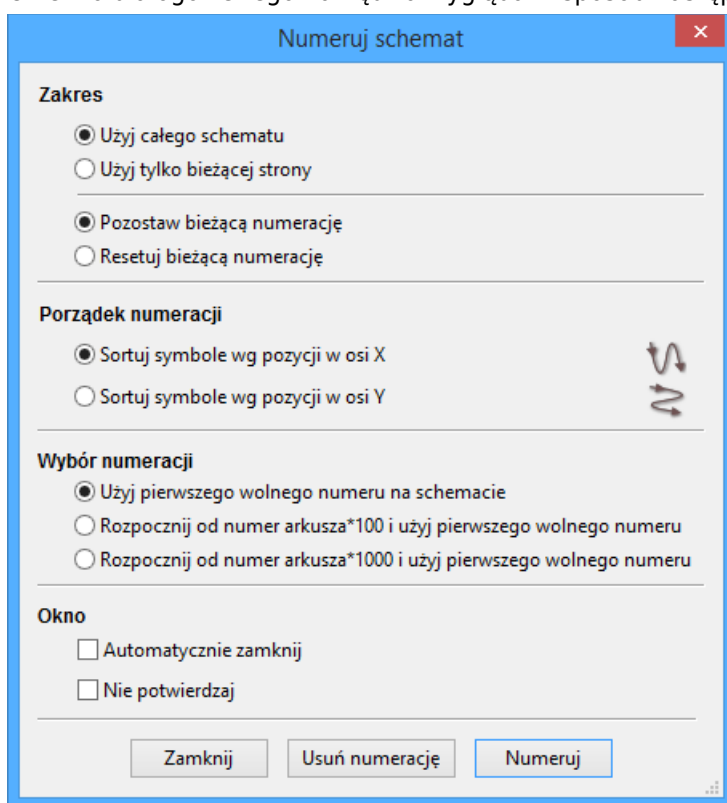 Numeruj schemat
Zakres
Użyj całego schematu
Użyj tylko bieżącej strony
Pozostaw bieżącą numerację
Resetuj bieżącą numerację
Porządek numeracji
Sortuj symbole wg pozycji w osi X
Sortuj symbole wg pozycji w osi Y
Wybór numeracji
Użyj pierwszego wolnego numeru na schemacie
Rozpocznij od numer arkusza*100 i użyj pierwszego wolnego numeru
Rozpocznij od numer arkusza*1000 i użyj pierwszego wolnego numeru
Okno
Automatycznie zamknij
Nie potwierdzaj
Zamknij Usuń numerację Numeruj